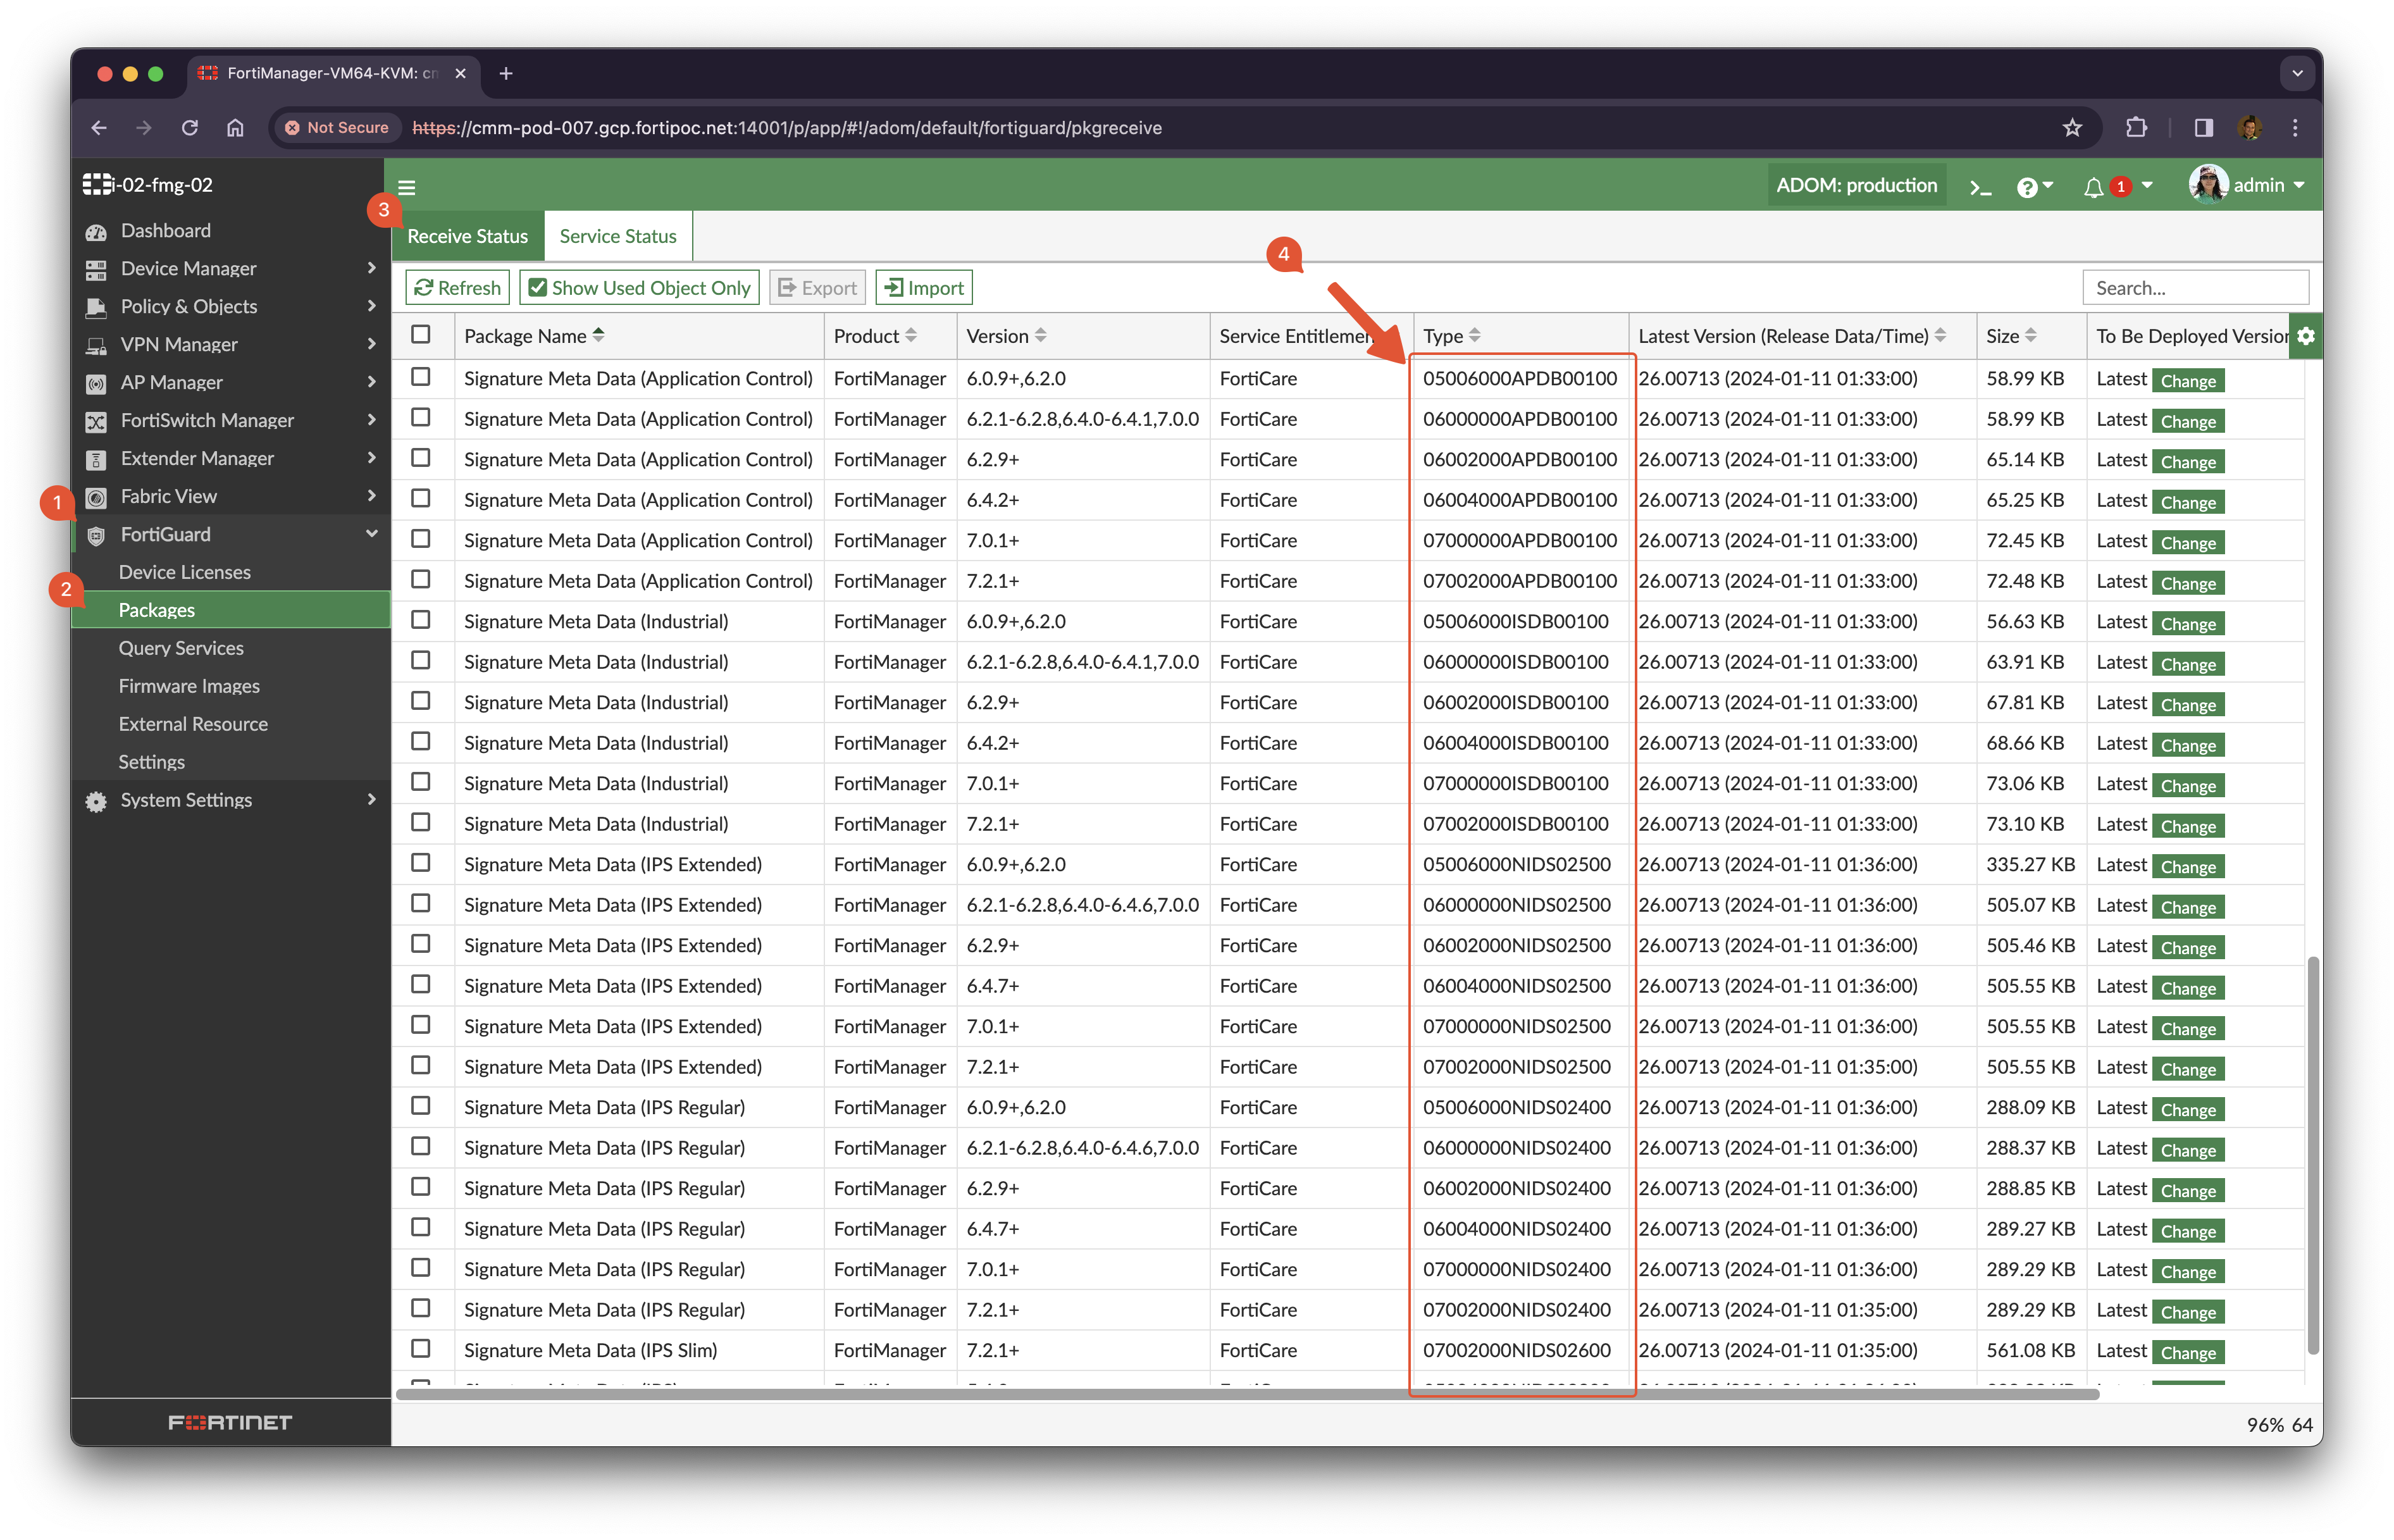 FortiManager-VM64-KVM: cm
Not Secure https://cmm-pod-007.gcp.fortipoc.net:14001/p/app/#!/adom/default/fortiguard/pkgreceive
i-02-fmg-02
ADOM: production
1
admin
3
Dashboard
Device Manager
Policy & Objects
VPN Manager
AP Manager
FortiSwitch Manager
Extender Manager
1
Fabric View
FortiGuard
Device Licenses
2
Packages
Query Services
Firmware Images
External Resource
Settings
System Settings
FORTINET
Receive Status Service Status
4
Refresh Show Used Object Only Export Import Search...
Package Name Product Version Service Entitlemen Type Latest Version (Release Data/Time) Size To Be Deployed Version
Signature Meta Data (Application Control) FortiManager 6.0.9+,6.2.0 FortiCare 05006000APDB00100 26.00713 (2024-01-11 01:33:00) 58.99 KB Latest Change
Signature Meta Data (Application Control) FortiManager 6.2.1-6.2.8,6.4.0-6.4.1,7.0.0 FortiCare 06000000APDB00100 26.00713 (2024-01-11 01:33:00) 58.99 KB Latest Change
Signature Meta Data (Application Control) FortiManager 6.2.9+ FortiCare 06002000APDB00100 26.00713 (2024-01-11 01:33:00) 65.14 KB Latest Change
Signature Meta Data (Application Control) FortiManager 6.4.2+ FortiCare 06004000APDB00100 26.00713 (2024-01-11 01:33:00) 65.25 KB Latest Change
Signature Meta Data (Application Control) FortiManager 7.0.1+ FortiCare 07000000APDB00100 26.00713 (2024-01-11 01:33:00) 72.45 KB Latest Change
Signature Meta Data (Application Control) FortiManager 7.2.1+ FortiCare 07002000APDB00100 26.00713 (2024-01-11 01:33:00) 72.48 KB Latest Change
Signature Meta Data (Industrial) FortiManager 6.0.9+,6.2.0 FortiCare 05006000ISDB00100 26.00713 (2024-01-11 01:33:00) 56.63 KB Latest Change
Signature Meta Data (Industrial) FortiManager 6.2.1-6.2.8,6.4.0-6.4.1,7.0.0 FortiCare 06000000ISDB00100 26.00713 (2024-01-11 01:33:00) 63.91 KB Latest Change
Signature Meta Data (Industrial) FortiManager 6.2.9+ FortiCare 06002000ISDB00100 26.00713 (2024-01-11 01:33:00) 67.81 KB Latest Change
Signature Meta Data (Industrial) FortiManager 6.4.2+ FortiCare 06004000ISDB00100 26.00713 (2024-01-11 01:33:00) 68.66 KB Latest Change
Signature Meta Data (Industrial) FortiManager 7.0.1+ FortiCare 07000000ISDB00100 26.00713 (2024-01-11 01:33:00) 73.06 KB Latest Change
Signature Meta Data (Industrial) FortiManager 7.2.1+ FortiCare 07002000ISDB00100 26.00713 (2024-01-11 01:33:00) 73.10 KB Latest Change
Signature Meta Data (IPS Extended) FortiManager 6.0.9+,6.2.0 FortiCare 05006000NIDS02500 26.00713 (2024-01-11 01:36:00) 335.27 KB Latest Change
Signature Meta Data (IPS Extended) FortiManager 6.2.1-6.2.8,6.4.0-6.4.6,7.0.0 FortiCare 06000000NIDS02500 26.00713 (2024-01-11 01:36:00) 505.07 KB Latest Change
Signature Meta Data (IPS Extended) FortiManager 6.2.9+ FortiCare 06002000NIDS02500 26.00713 (2024-01-11 01:36:00) 505.46 KB Latest Change
Signature Meta Data (IPS Extended) FortiManager 6.4.7+ FortiCare 06004000NIDS02500 26.00713 (2024-01-11 01:36:00) 505.55 KB Latest Change
Signature Meta Data (IPS Extended) FortiManager 7.0.1+ FortiCare 07000000NIDS02500 26.00713 (2024-01-11 01:36:00) 505.55 KB Latest Change
Signature Meta Data (IPS Extended) FortiManager 7.2.1+ FortiCare 07002000NIDS02500 26.00713 (2024-01-11 01:35:00) 505.55 KB Latest Change
Signature Meta Data (IPS Regular) FortiManager 6.0.9+,6.2.0 FortiCare 05006000NIDS02400 26.00713 (2024-01-11 01:36:00) 288.09 KB Latest Change
Signature Meta Data (IPS Regular) FortiManager 6.2.1-6.2.8,6.4.0-6.4.6,7.0.0 FortiCare 06000000NIDS02400 26.00713 (2024-01-11 01:36:00) 288.37 KB Latest Change
Signature Meta Data (IPS Regular) FortiManager 6.2.9+ FortiCare 06002000NIDS02400 26.00713 (2024-01-11 01:36:00) 288.85 KB Latest Change
Signature Meta Data (IPS Regular) FortiManager 6.4.7+ FortiCare 06004000NIDS02400 26.00713 (2024-01-11 01:36:00) 289.27 KB Latest Change
Signature Meta Data (IPS Regular) FortiManager 7.0.1+ FortiCare 07000000NIDS02400 26.00713 (2024-01-11 01:36:00) 289.29 KB Latest Change
Signature Meta Data (IPS Regular) FortiManager 7.2.1+ FortiCare 07002000NIDS02400 26.00713 (2024-01-11 01:35:00) 289.29 KB Latest Change
Signature Meta Data (IPS Slim) FortiManager 7.2.1+ FortiCare 07002000NIDS02600 26.00713 (2024-01-11 01:35:00) 561.08 KB Latest Change
96% 64